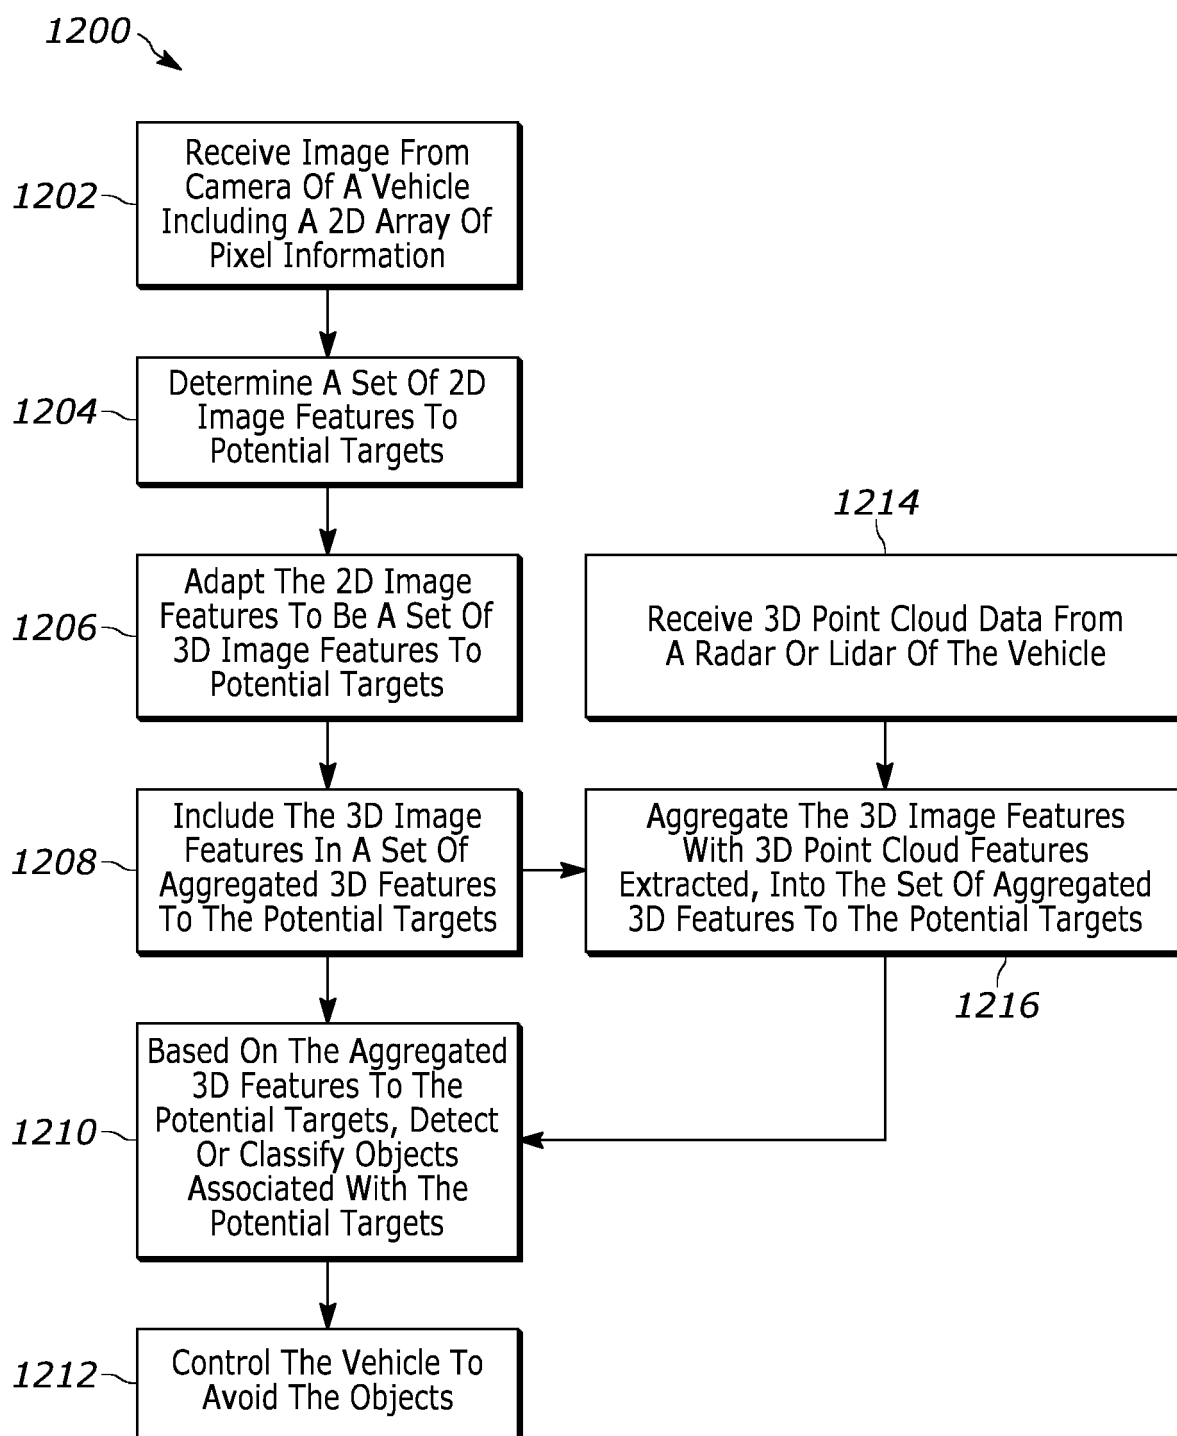 1200
1202
Receive Image From
Camera Of A Vehicle
Including A 2D Array Of
Pixel Information
1204
Determine A Set Of 2D
Image Features To
Potential Targets
1206
Adapt The 2D Image
Features To Be A Set Of
3D Image Features To
Potential Targets
1214
Receive 3D Point Cloud Data From
A Radar Or Lidar Of The Vehicle
1208
Include The 3D Image
Features In A Set Of
Aggregated 3D Features
To The Potential Targets
Aggregate The 3D Image Features
With 3D Point Cloud Features
Extracted, Into The Set Of Aggregated
3D Features To The Potential Targets
1216
1210
Based On The Aggregated
3D Features To The
Potential Targets, Detect
Or Classify Objects
Associated With The
Potential Targets
1212
Control The Vehicle To
Avoid The Objects